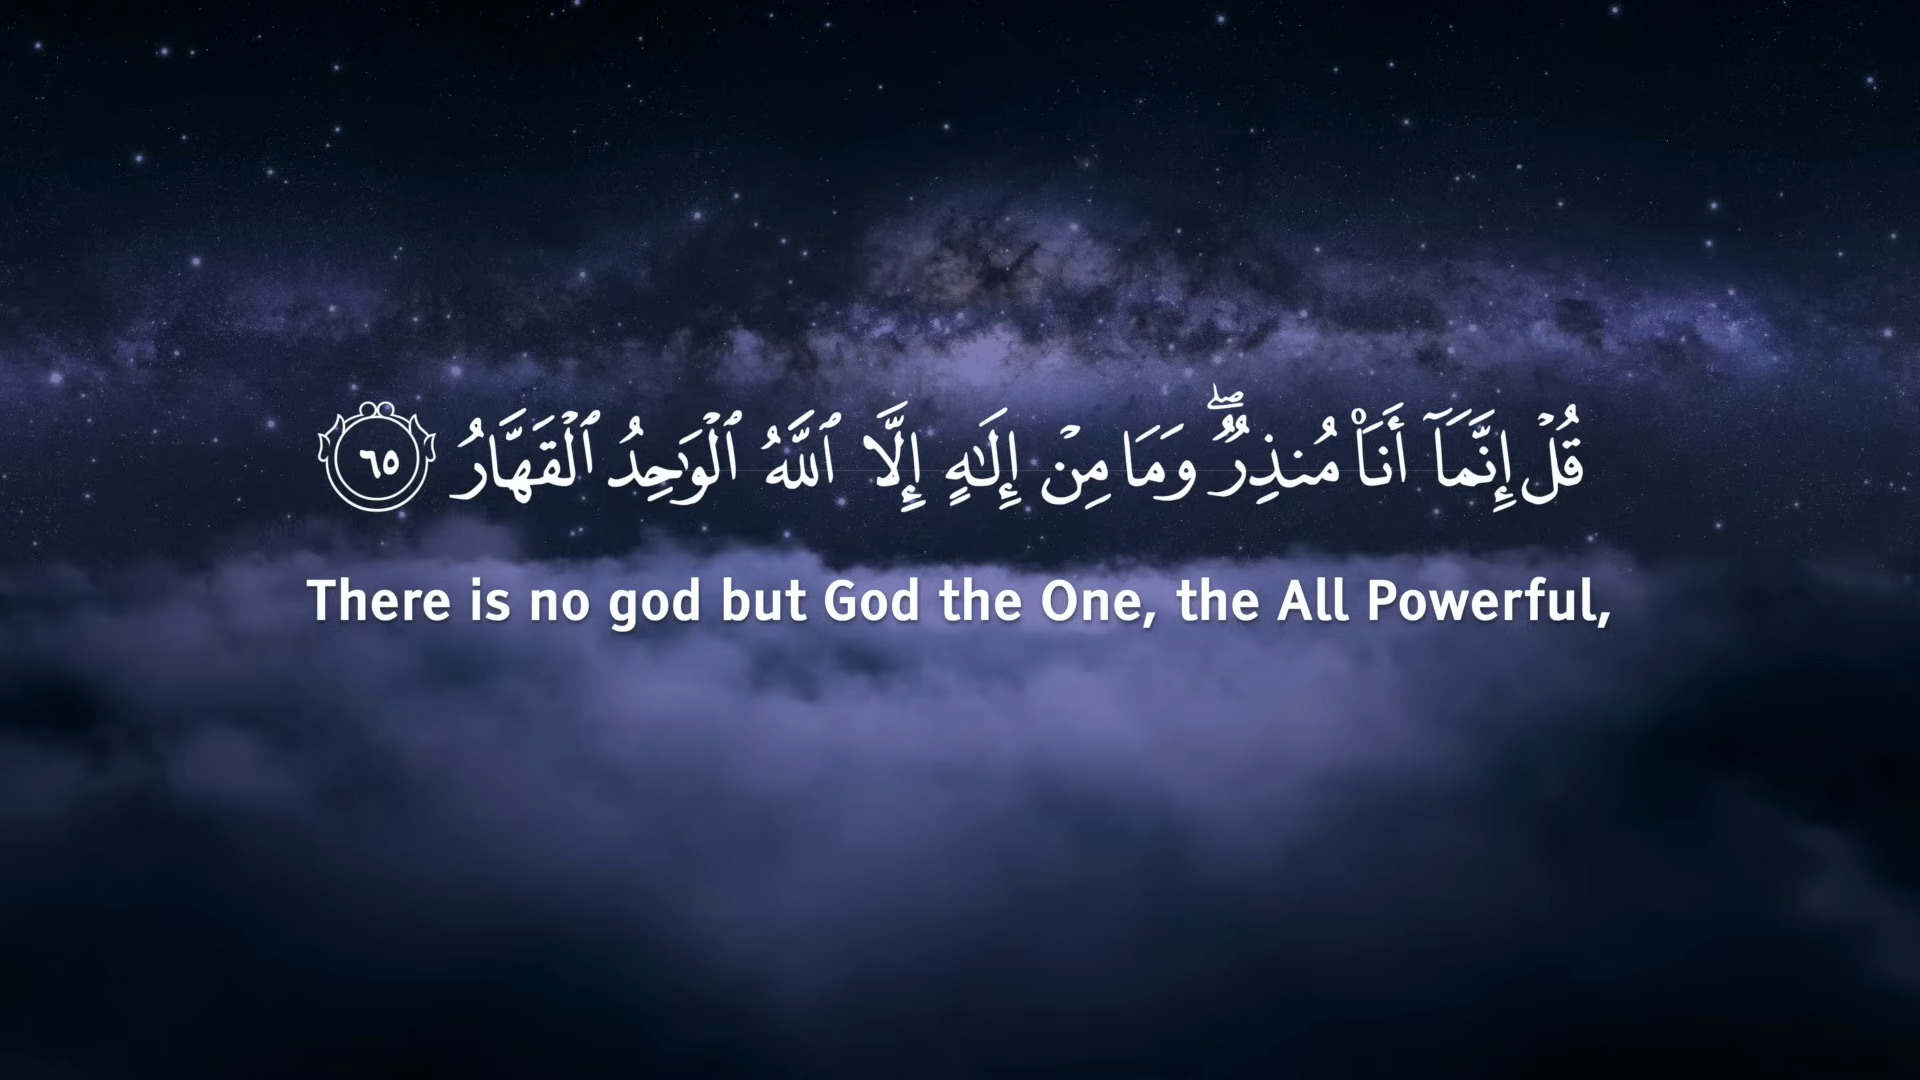 قُلْ إِنَّمَآ أَنَا۠ مُنذِرٌۭ ۖ وَمَا مِنْ إِلَـٰهٍ إِلَّا ٱللَّهُ ٱلْوَٰحِدُ ٱلْقَهَّارُ ٦٥
There is no god but God the One, the All Powerful,